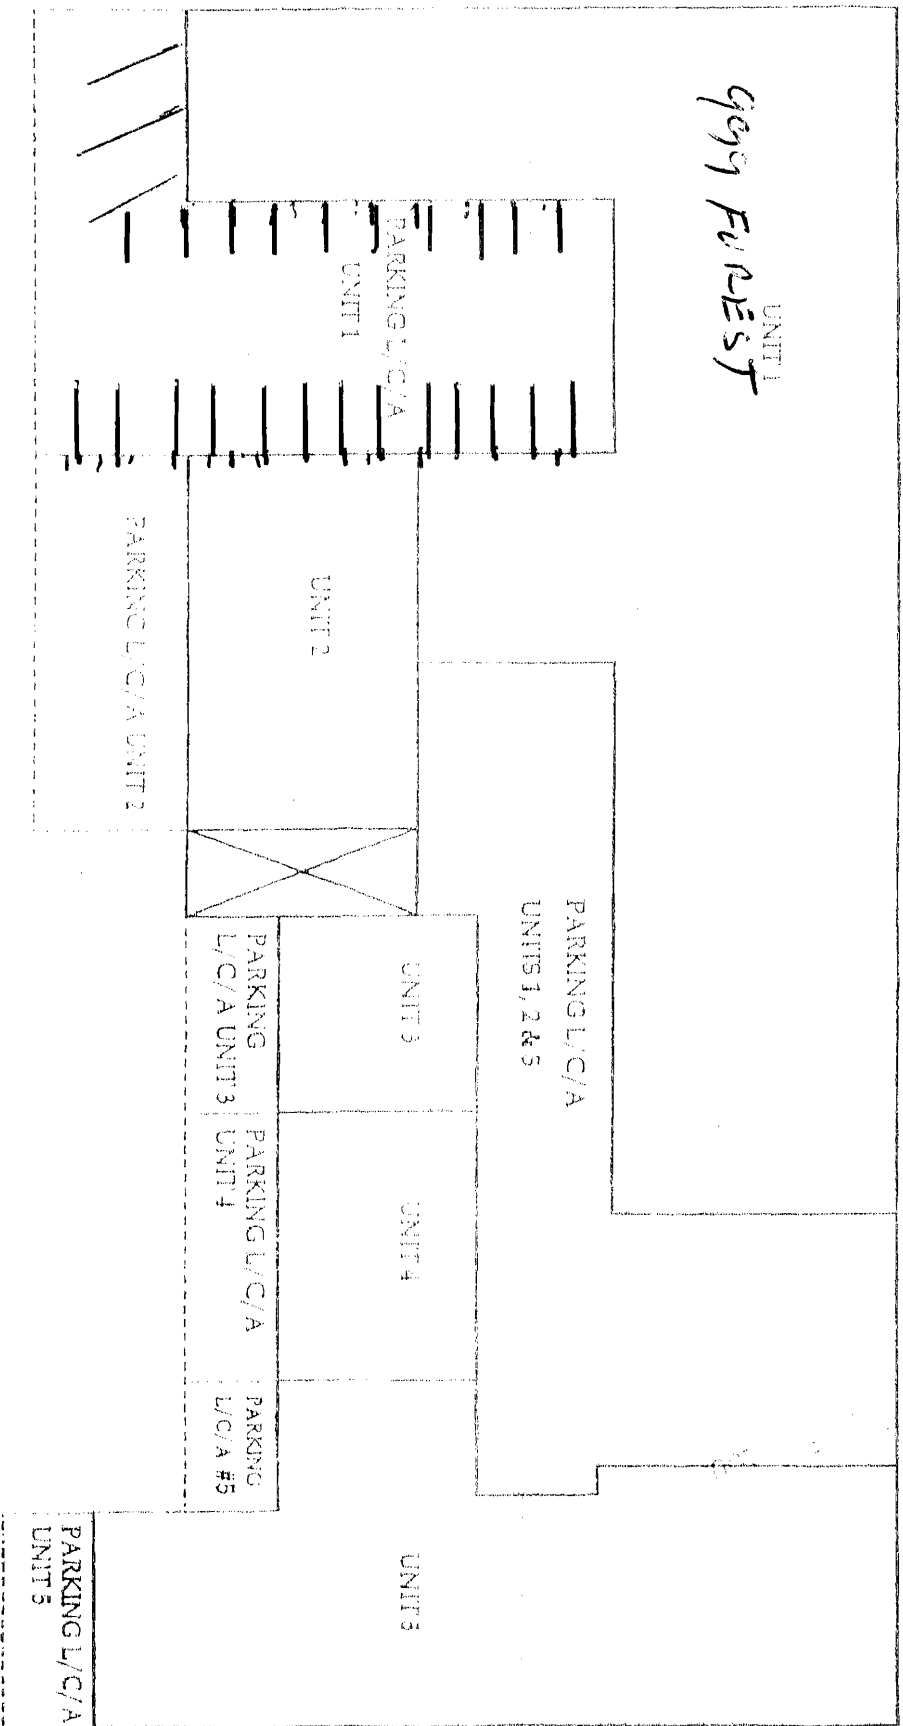 UNIT 1
FOREST
PARKING L/C/A
UNIT 1
UNIT 2
PARKING L/C/A UNIT 2
PARKING L/C/A
UNITS 1, 2 & 5
UNIT 3
PARKING
L/C/A UNIT 3
UNIT 4
PARKING L/C/A
UNIT 4
PARKING
L/C/A #5
UNIT 5
PARKING L/C/A
UNIT 5